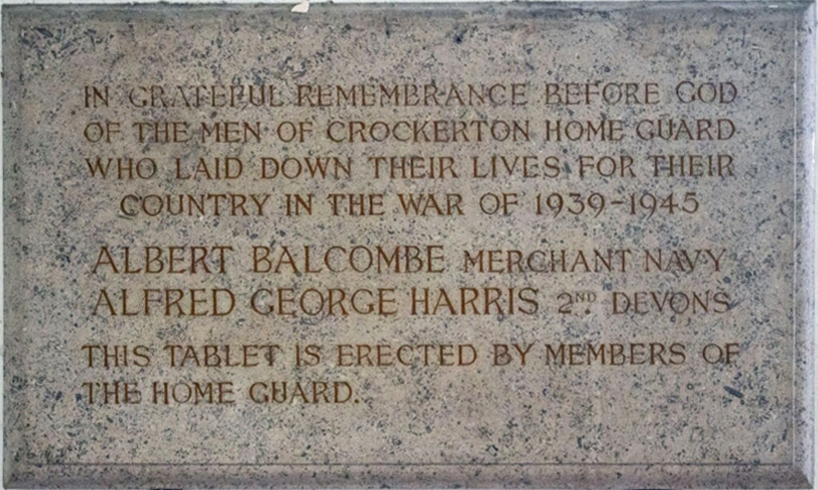 IN GRATEFUL REMEMBRANCE BEFORE GOD
OF THE MEN OF CROCKERTON HOME GUARD
WHO LAID DOWN THEIR LIVES FOR THEIR
COUNTRY IN THE WAR OF 1939-1945
ALBERT BALCOMBE MERCHANT NAVY
ALFRED GEORGE HARRIS 2ND. DEVONS
THIS TABLET IS ERECTED BY MEMBERS OF
THE HOME GUARD.